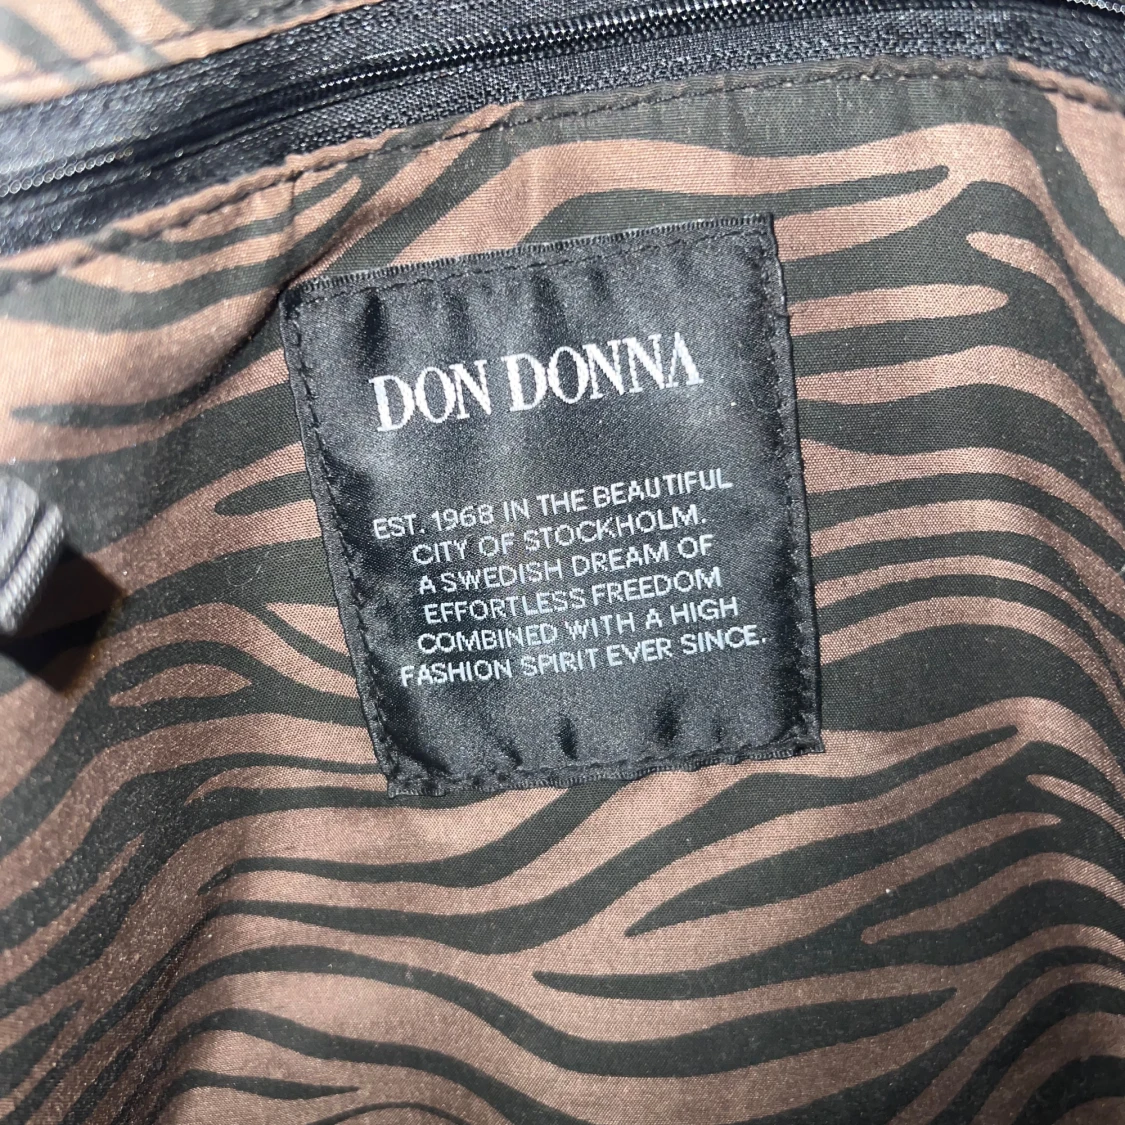 DON DONNA
EST. 1968 IN THE BEAUTIFUL
CITY OF STOCKHOLM.
A SWEDISH DREAM OF
EFFORTLESS FREEDOM
COMBINED WITH A HIGH
FASHION SPIRIT EVER SINCE.